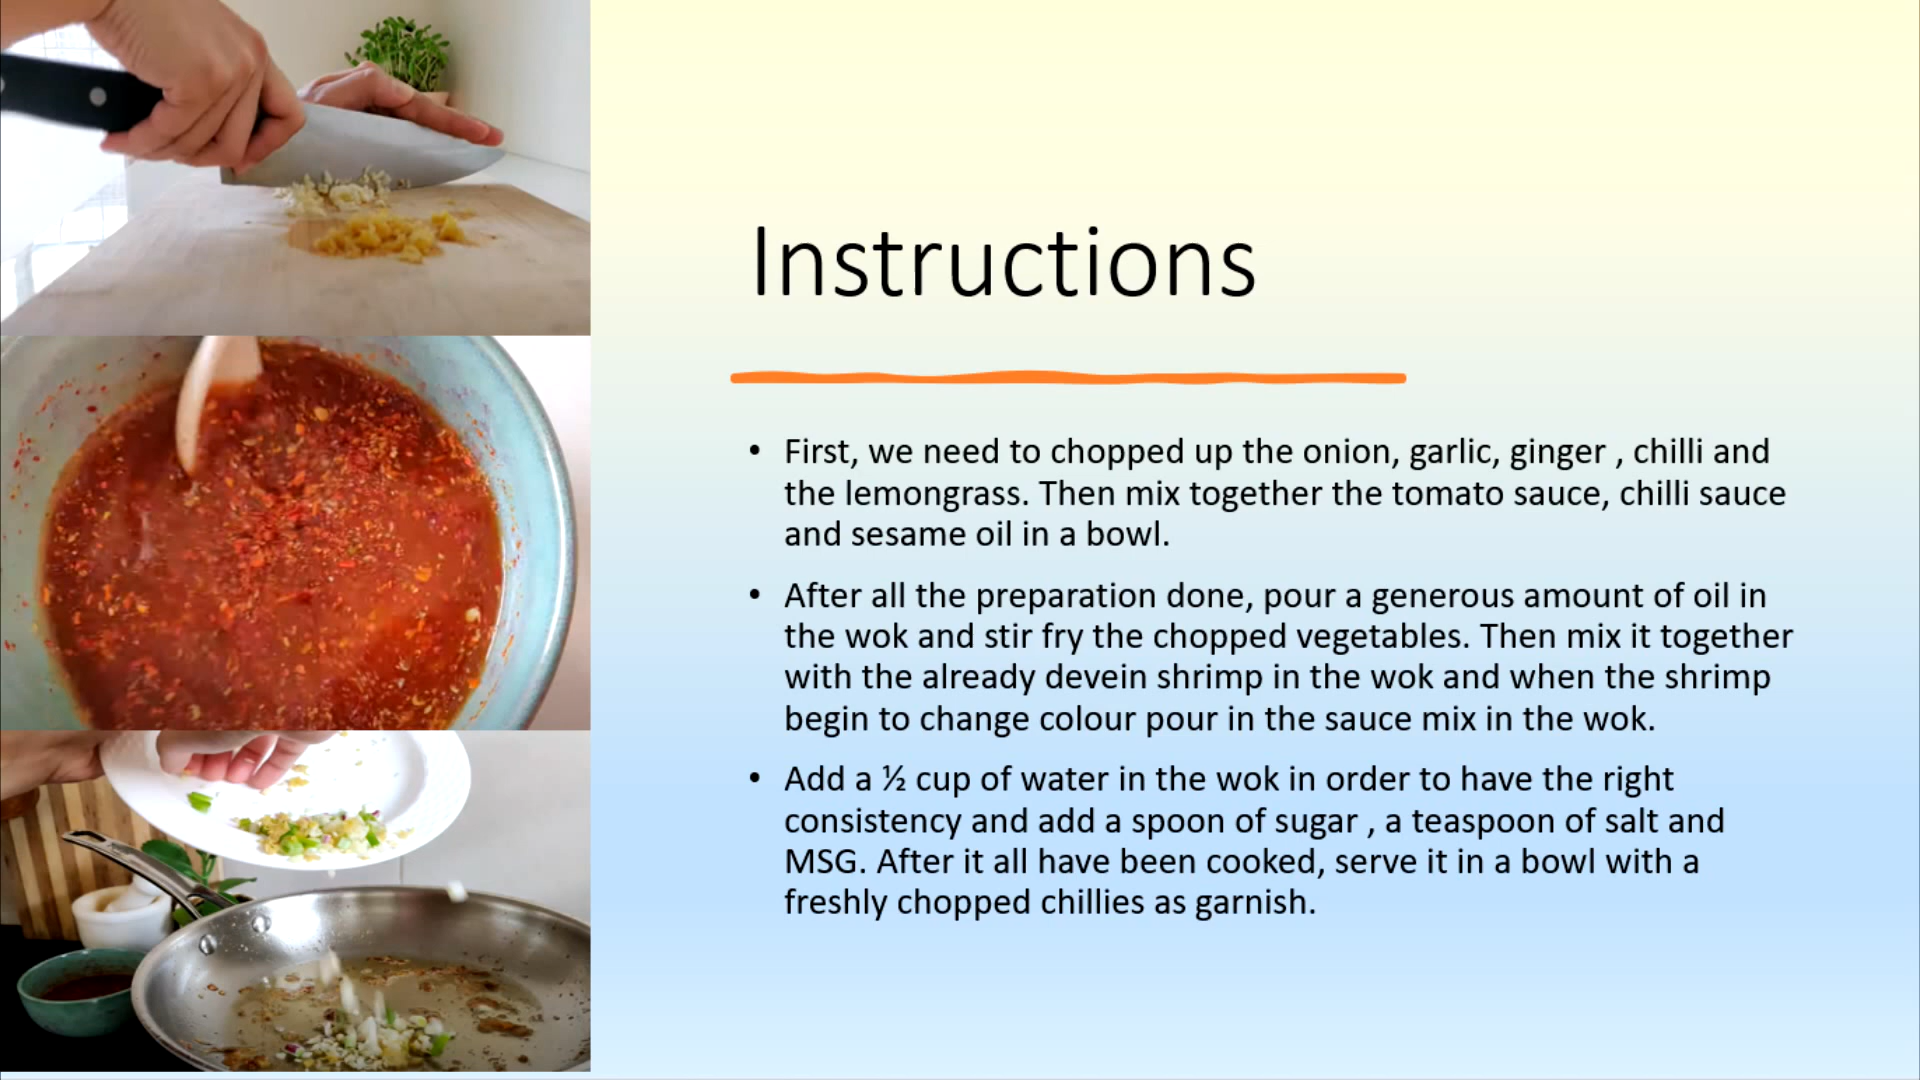 Instructions
• First, we need to chopped up the onion, garlic, ginger , chilli and
the lemongrass. Then mix together the tomato sauce, chilli sauce
and sesame oil in a bowl.
• After all the preparation done, pour a generous amount of oil in
the wok and stir fry the chopped vegetables. Then mix it together
with the already devein shrimp in the wok and when the shrimp
begin to change colour pour in the sauce mix in the wok.
• Add a ½ cup of water in the wok in order to have the right
consistency and add a spoon of sugar , a teaspoon of salt and
MSG. After it all have been cooked, serve it in a bowl with a
freshly chopped chillies as garnish.